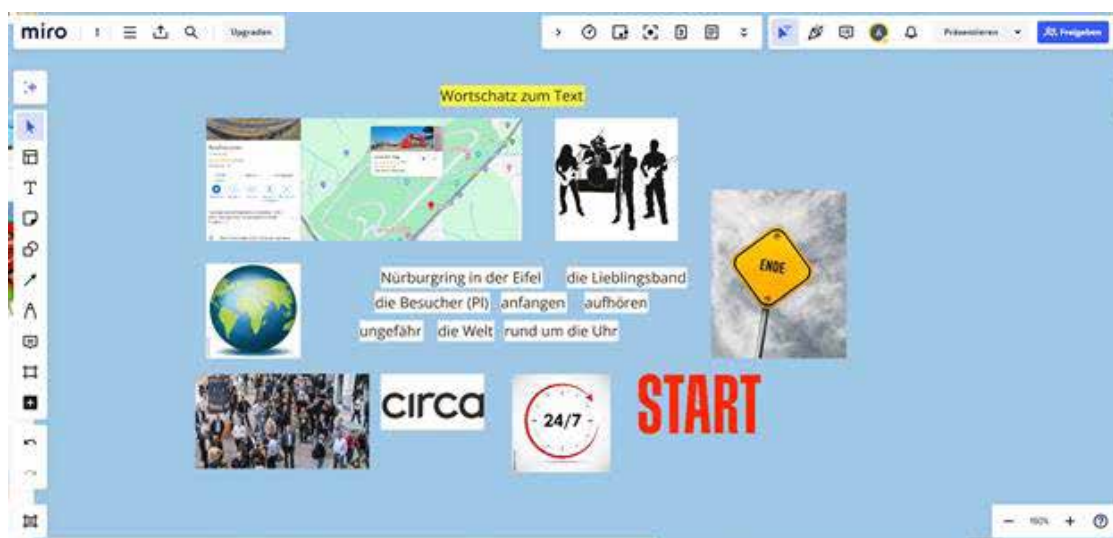 miro
Upgraden
Präsentieren
Freigeben
Wortschatz zum Text
ENDE
Nürburgring in der Eifel die Lieblingsband
die Besucher (Pl) anfangen aufhören
ungefähr die Welt rund um die Uhr
circa
24/7
START